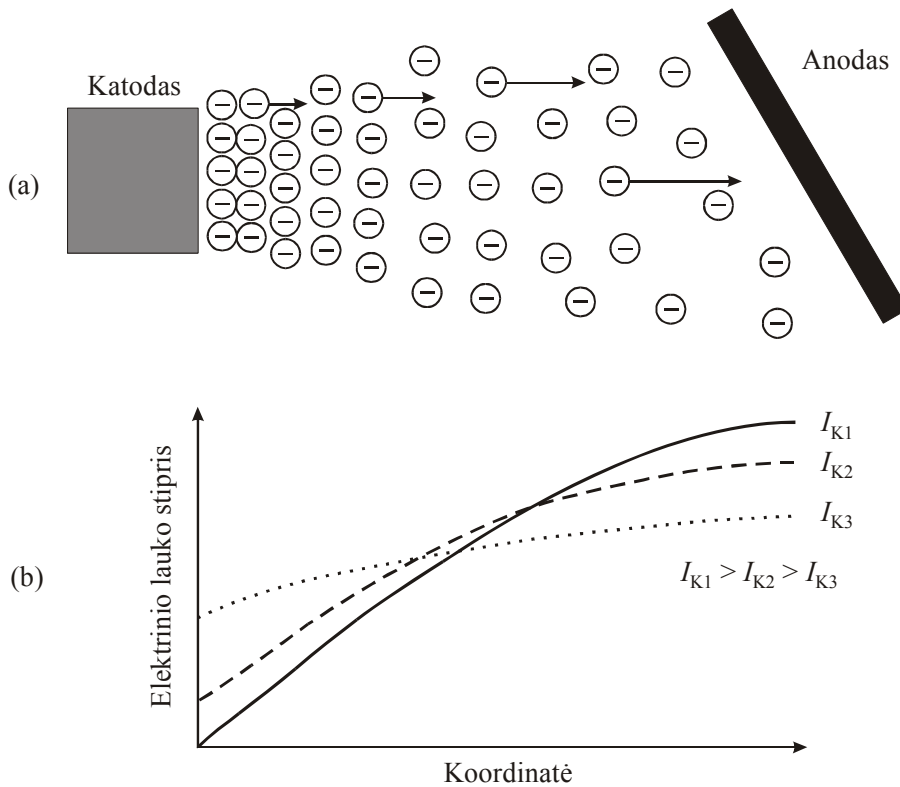 Katodas
Anodas
(a)
(b)
Elektrinio lauko stipris
I_K1
I_K2
I_K3
I_K1 > I_K2 > I_K3
Koordinatė